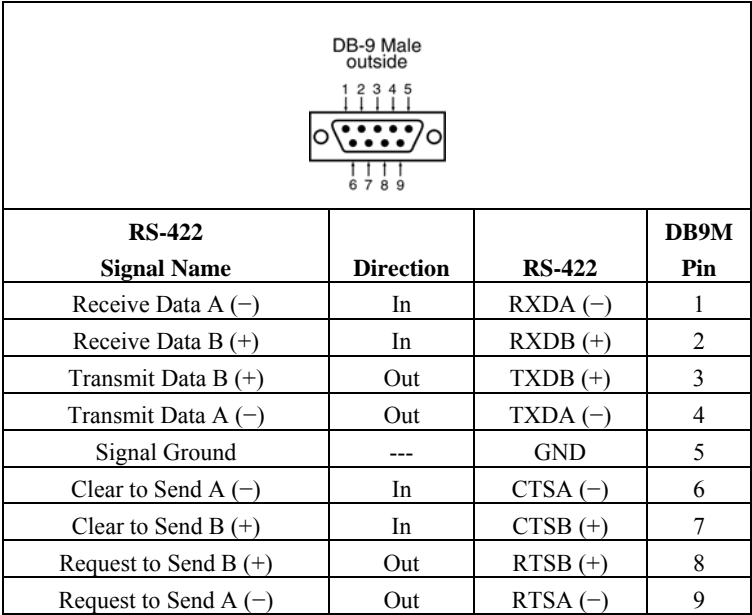 DB-9 Male
outside
1 2 3 4 5
6 7 8 9
RS-422 DB9M
Signal Name Direction RS-422 Pin
Receive Data A (−) In RXDA (−) 1
Receive Data B (+) In RXDB (+) 2
Transmit Data B (+) Out TXDB (+) 3
Transmit Data A (−) Out TXDA (−) 4
Signal Ground --- GND 5
Clear to Send A (−) In CTSA (−) 6
Clear to Send B (+) In CTSB (+) 7
Request to Send B (+) Out RTSB (+) 8
Request to Send A (−) Out RTSA (−) 9